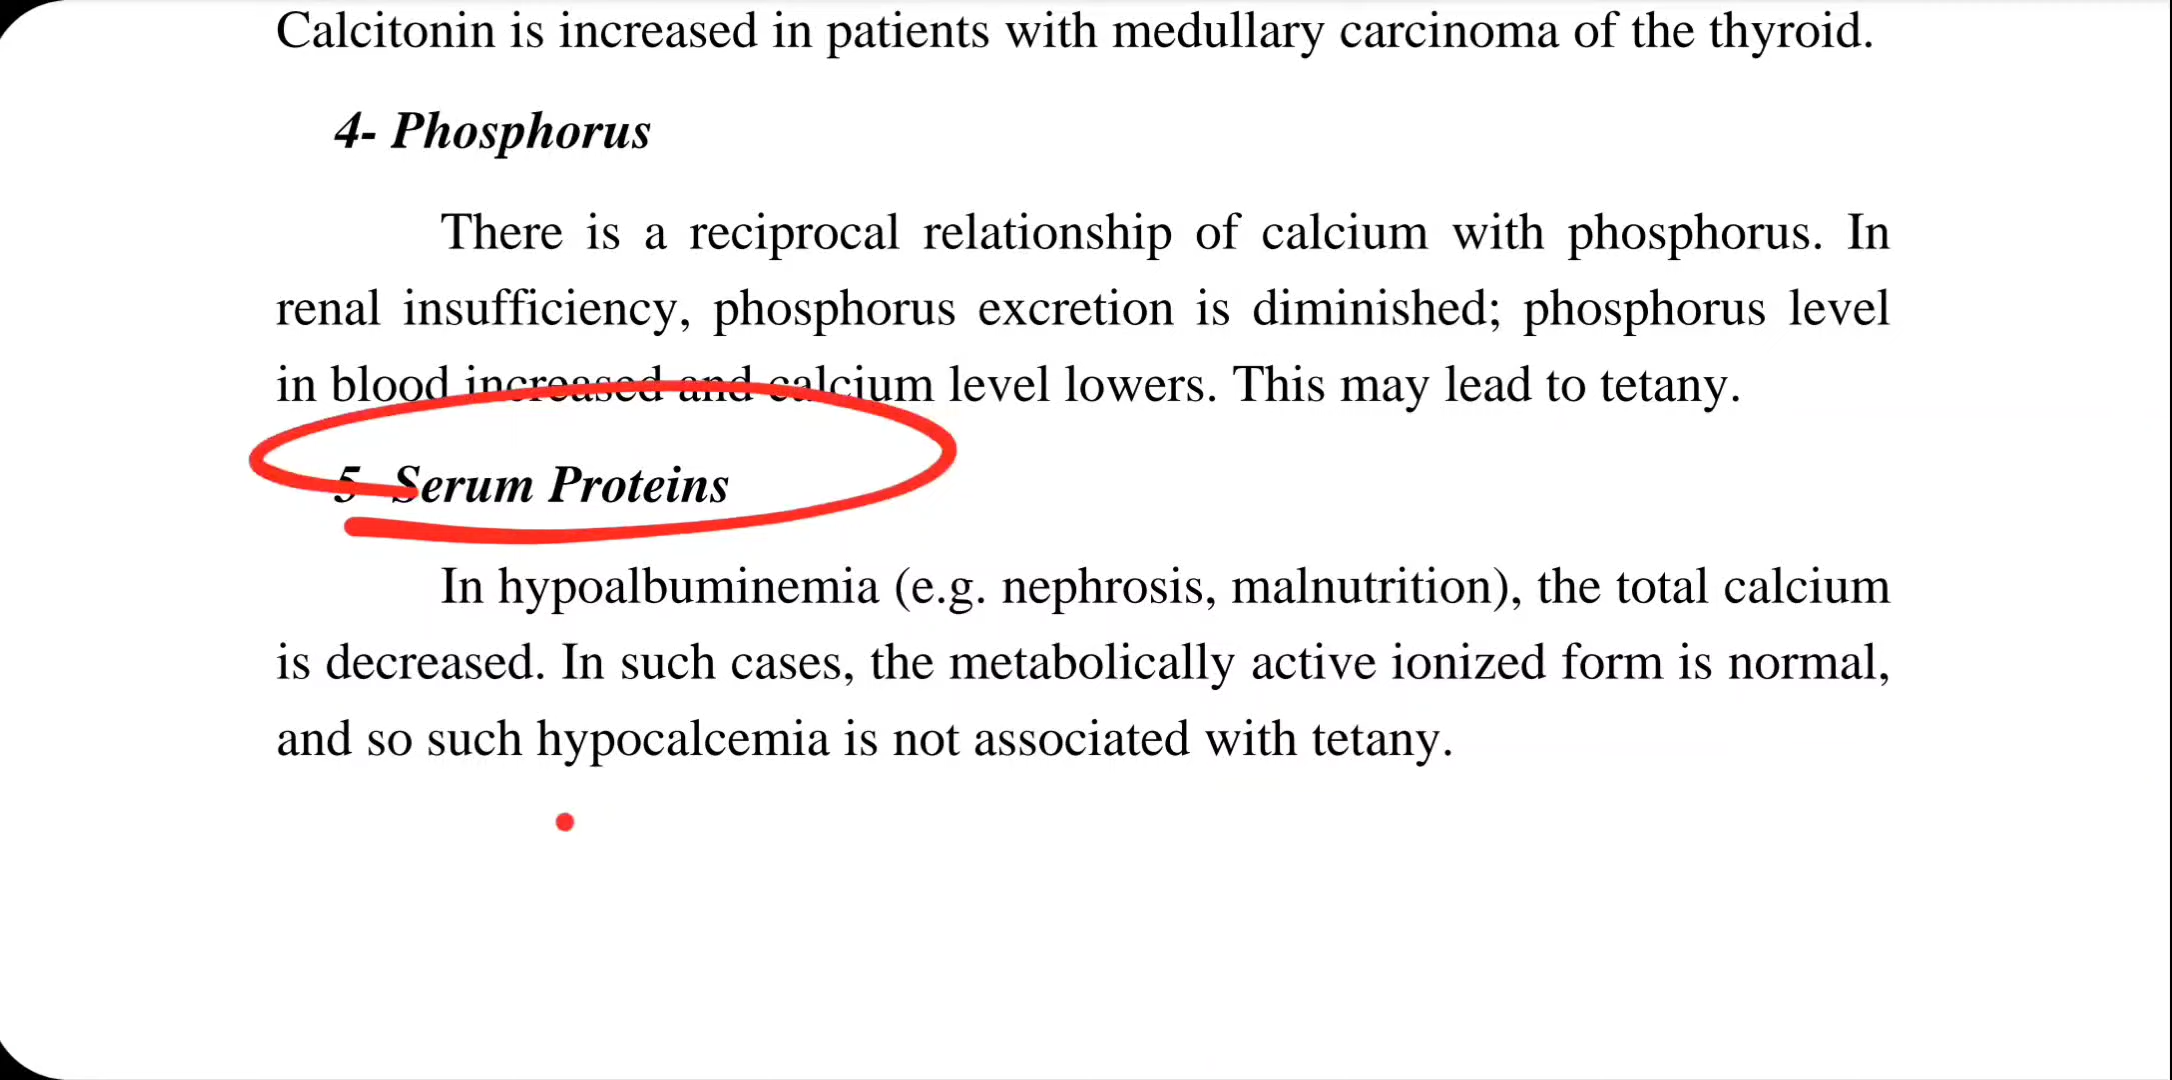 Calcitonin is increased in patients with medullary carcinoma of the thyroid.
4- Phosphorus
There is a reciprocal relationship of calcium with phosphorus. In
renal insufficiency, phosphorus excretion is diminished; phosphorus level
in blood increased and calcium level lowers. This may lead to tetany.
5- Serum Proteins
In hypoalbuminemia (e.g. nephrosis, malnutrition), the total calcium
is decreased. In such cases, the metabolically active ionized form is normal,
and so such hypocalcemia is not associated with tetany.